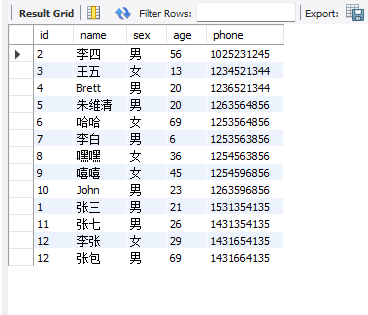 Result Grid Filter Rows: Export:
id name sex age phone
2 李四 男 56 1025231245
3 王五 女 13 1234521344
4 Brett 男 20 1236521344
5 朱维清 男 20 1263564856
6 哈哈 女 69 1253564856
7 李白 男 6 1253563856
8 嘿嘿 女 36 1254563856
9 嘻嘻 女 45 1254596856
10 John 男 23 1263596856
1 张三 男 21 1531354135
11 张七 男 26 1431354135
12 李张 女 29 1431654135
12 张包 男 69 1431664135